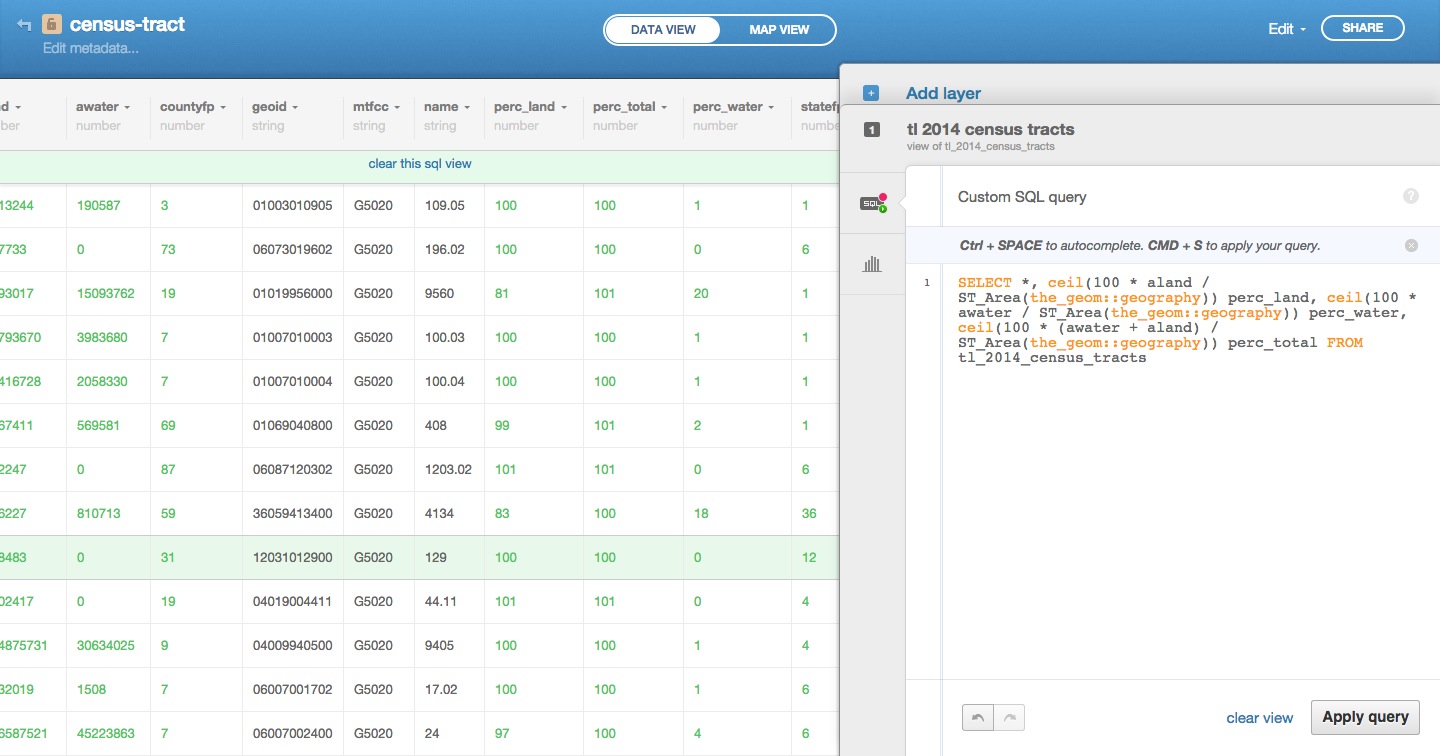 census-tract
Edit metadata...
DATA VIEW MAP VIEW
Edit SHARE
d awater countyfp geoid mtfcc name perc_land perc_total perc_water statefp
ber number number string string string number number number number
clear this sql view
13244 190587 3 01003010905 G5020 109.05 100 100 1 1
7733 0 73 06073019602 G5020 196.02 100 100 0 6
93017 15093762 19 01019956000 G5020 9560 81 101 20 1
793670 3983680 7 01007010003 G5020 100.03 100 100 1 1
416728 2058330 7 01007010004 G5020 100.04 100 100 1 1
67411 569581 69 01069040800 G5020 408 99 101 2 1
2247 0 87 06087120302 G5020 1203.02 101 101 0 6
6227 810713 59 36059413400 G5020 4134 83 100 18 36
8483 0 31 12031012900 G5020 129 100 100 0 12
02417 0 19 04019004411 G5020 44.11 101 101 0 4
4875731 30634025 9 04009940500 G5020 9405 100 100 1 4
32019 1508 7 06007001702 G5020 17.02 100 100 1 6
6587521 45223863 7 06007002400 G5020 24 97 100 4 6
+ Add layer
1 tl 2014 census tracts
view of tl_2014_census_tracts
SQL
Custom SQL query ?
Ctrl + SPACE to autocomplete. CMD + S to apply your query.
1 SELECT *, ceil(100 * aland /
ST_Area(the_geom::geography)) perc_land, ceil(100 *
awater / ST_Area(the_geom::geography)) perc_water,
ceil(100 * (awater + aland) /
ST_Area(the_geom::geography)) perc_total FROM
tl_2014_census_tracts
clear view Apply query